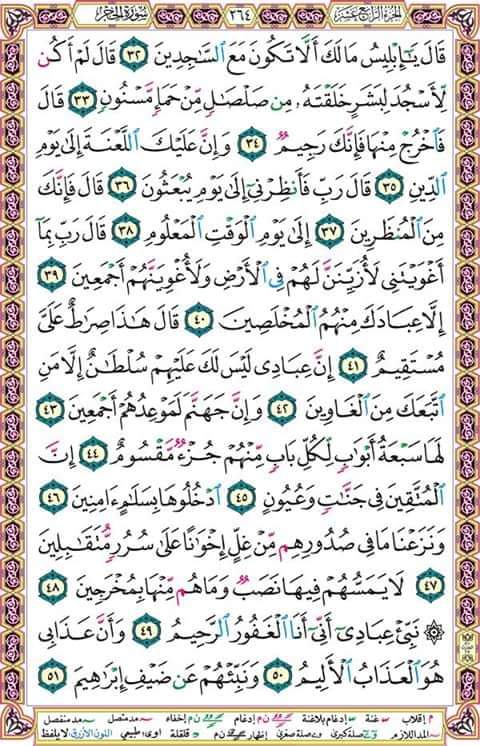 الجزء الرابع عشر ٢٦٤ سورة الحجر
قَالَ يَٰٓإِبۡلِيسُ مَا لَكَ أَلَّا تَكُونَ مَعَ ٱلسَّٰجِدِينَ ٣٢ قَالَ لَمۡ أَكُن
لِّأَسۡجُدَ لِبَشَرٍ خَلَقۡتَهُۥ مِن صَلۡصَٰلٖ مِّنۡ حَمَإٖ مَّسۡنُونٖ ٣٣ قَالَ
فَٱخۡرُجۡ مِنۡهَا فَإِنَّكَ رَجِيمٞ ٣٤ وَإِنَّ عَلَيۡكَ ٱللَّعۡنَةَ إِلَىٰ يَوۡمِ
ٱلدِّينِ ٣٥ قَالَ رَبِّ فَأَنظِرۡنِيٓ إِلَىٰ يَوۡمِ يُبۡعَثُونَ ٣٦ قَالَ فَإِنَّكَ
مِنَ ٱلۡمُنظَرِينَ ٣٧ إِلَىٰ يَوۡمِ ٱلۡوَقۡتِ ٱلۡمَعۡلُومِ ٣٨ قَالَ رَبِّ بِمَآ
أَغۡوَيۡتَنِي لَأُزَيِّنَنَّ لَهُمۡ فِي ٱلۡأَرۡضِ وَلَأُغۡوِيَنَّهُمۡ أَجۡمَعِينَ ٣٩
إِلَّا عِبَادَكَ مِنۡهُمُ ٱلۡمُخۡلَصِينَ ٤٠ قَالَ هَٰذَا صِرَٰطٌ عَلَيَّ
مُسۡتَقِيمٌ ٤١ إِنَّ عِبَادِي لَيۡسَ لَكَ عَلَيۡهِمۡ سُلۡطَٰنٌ إِلَّا مَنِ
ٱتَّبَعَكَ مِنَ ٱلۡغَاوِينَ ٤٢ وَإِنَّ جَهَنَّمَ لَمَوۡعِدُهُمۡ أَجۡمَعِينَ ٤٣
لَهَا سَبۡعَةُ أَبۡوَٰبٖ لِّكُلِّ بَابٖ مِّنۡهُمۡ جُزۡءٞ مَّقۡسُومٌ ٤٤ إِنَّ
ٱلۡمُتَّقِينَ فِي جَنَّٰتٖ وَعُيُونٍ ٤٥ ٱدۡخُلُوهَا بِسَلَٰمٍ ءَامِنِينَ ٤٦
وَنَزَعۡنَا مَا فِي صُدُورِهِم مِّنۡ غِلٍّ إِخۡوَٰنًا عَلَىٰ سُرُرٖ مُّتَقَٰبِلِينَ
٤٧ لَا يَمَسُّهُمۡ فِيهَا نَصَبٞ وَمَا هُم مِّنۡهَا بِمُخۡرَجِينَ ٤٨
۞ نَبِّئۡ عِبَادِيٓ أَنِّيٓ أَنَا ٱلۡغَفُورُ ٱلرَّحِيمُ ٤٩ وَأَنَّ عَذَابِي
هُوَ ٱلۡعَذَابُ ٱلۡأَلِيمُ ٥٠ وَنَبِّئۡهُمۡ عَن ضَيۡفِ إِبۡرَٰهِيمَ ٥١
م إقلاب غنة إدغام بلاغنة ن م إدغام ن م إخفاء مد متصل مد منفصل
المد اللازم صلة كبرى صلة صغرى إظهار قلقلة اوى: طبيعي اللون الأزرق: لا يلفظ